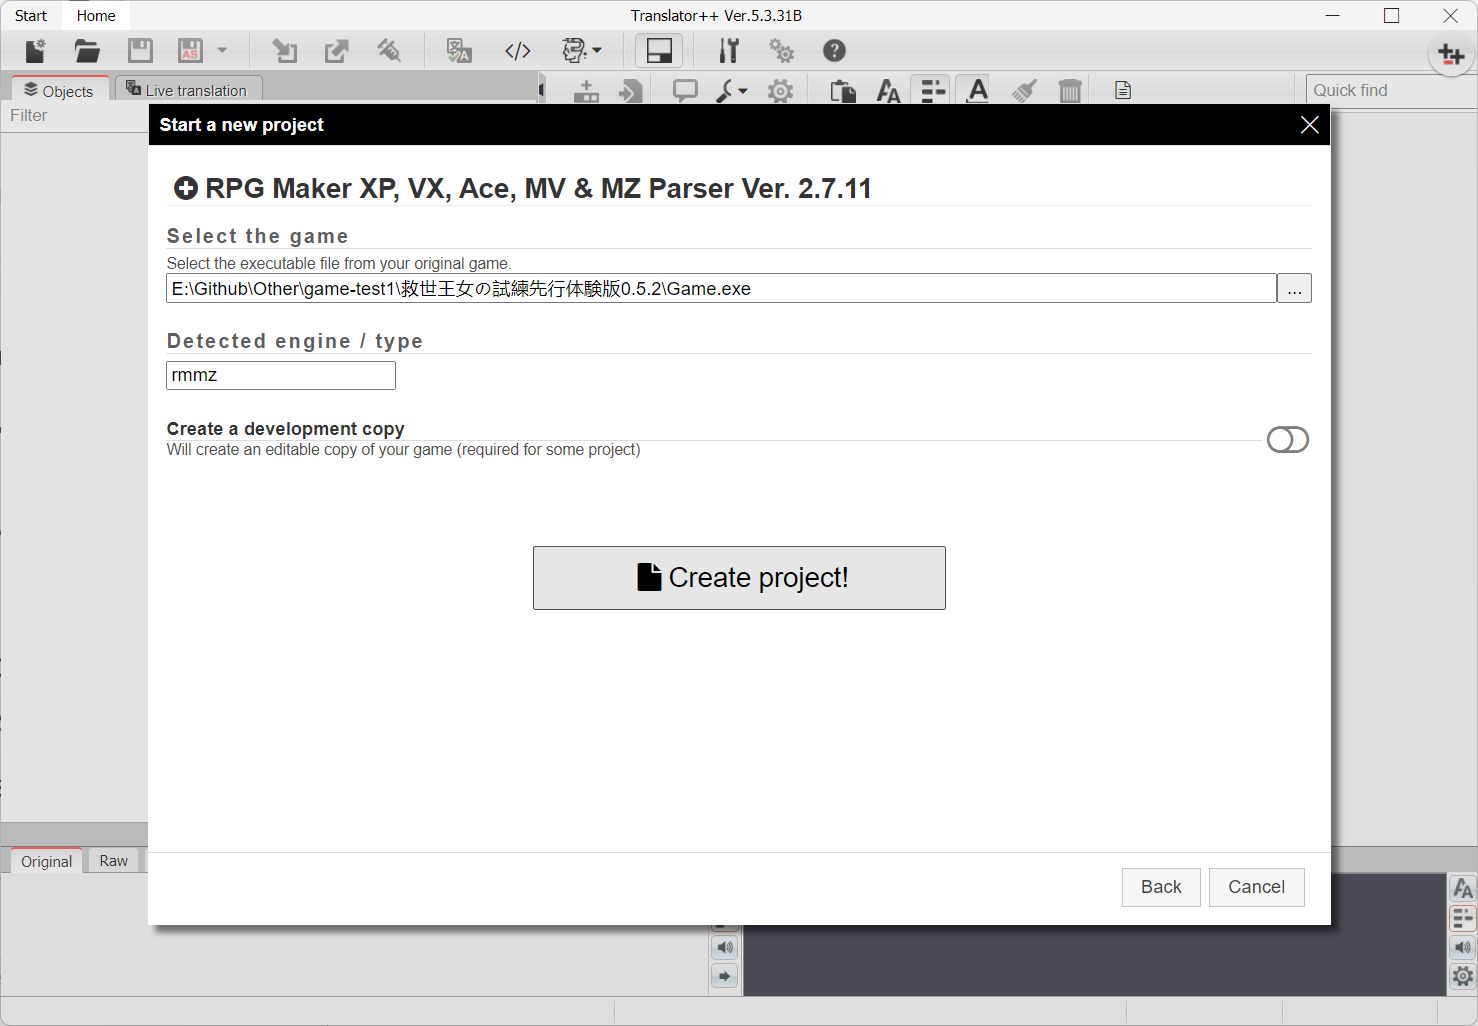 Start Home Translator++ Ver.5.3.31B
AS
Objects Live translation Quick find
Filter
Start a new project
RPG Maker XP, VX, Ace, MV & MZ Parser Ver. 2.7.11
Select the game
Select the executable file from your original game.
E:\Github\Other\game-test1\救世王女の試練先行体験版0.5.2\Game.exe ...
Detected engine / type
rmmz
Create a development copy
Will create an editable copy of your game (required for some project)
Create project!
Original Raw
Back Cancel